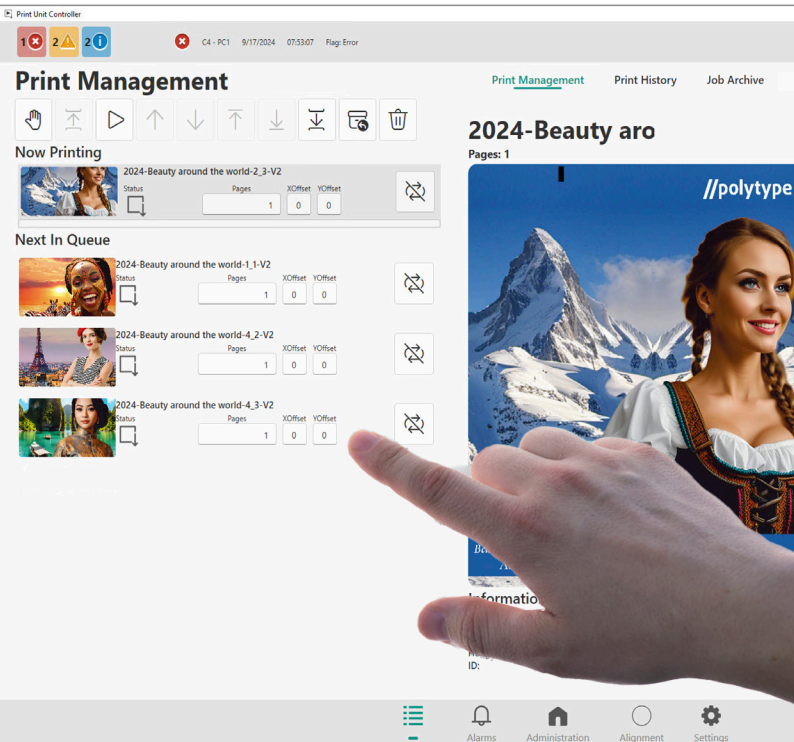 Print Unit Controller
1 2 2 C4 - PC1 9/17/2024 07:53:07 Flag: Error
Print Management
Print Management Print History Job Archive
2024-Beauty aro
Pages: 1
Now Printing
2024-Beauty around the world-2_3-V2
Status Pages XOffset YOffset
1 0 0
//polytype
Next In Queue
2024-Beauty around the world-1_1-V2
Status Pages XOffset YOffset
1 0 0
2024-Beauty around the world-4_2-V2
Status Pages XOffset YOffset
1 0 0
2024-Beauty around the world-4_3-V2
Status Pages XOffset YOffset
1 0 0
Informatio
ID:
Alarms Administration Alignment Settings